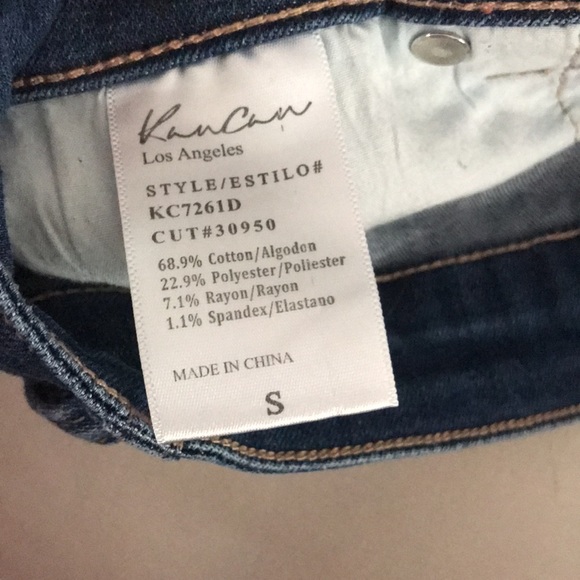 KanCan
Los Angeles
STYLE/ESTILO#
KC7261D
CUT#30950
68.9% Cotton/Algodon
22.9% Polyester/Poliester
7.1% Rayon/Rayon
1.1% Spandex/Elastano
MADE IN CHINA
S